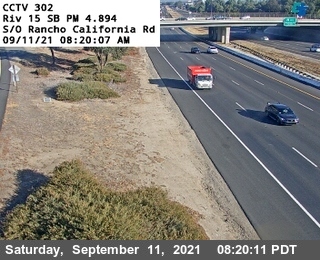 CCTV 302
Riv 15 SB PM 4.894
S/O Rancho California Rd
09/11/21 08:20:07 AM
Saturday, September 11, 2021 08:20:11 PDT